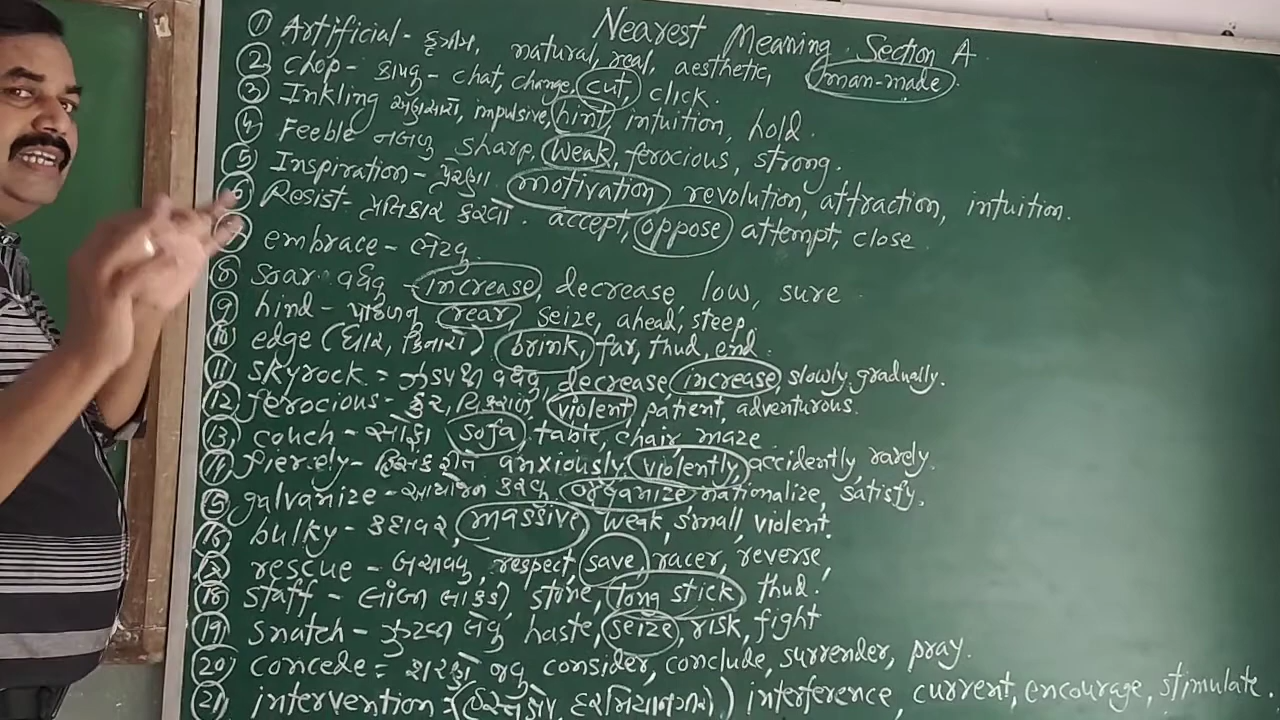 Nearest Meaning. Section A
① Artificial - કૃત્રિમ, natural, real, aesthetic, man-made.
② chop - કાપવુ - chat, change, cut, click.
③ Inkling અણસારો, impulsive, hint, intuition, hold.
④ Feeble નબળુ sharp, weak, ferocious, strong.
⑤ Inspiration - પ્રેરણા motivation revolution, attraction, intuition.
⑥ Resist - પ્રતિકાર કરવો. accept, oppose attempt, close.
⑦ embrace - ભેટવુ
⑧ soar વધવુ - increase, decrease, low, sure
⑨ hind - પાછળનુ rear, seize, ahead, steep.
⑩ edge (ધાર, કિનારો) brink, far, thud, end.
⑪ skyrock = ઝડપથી વધવુ, decrease, increase, slowly, gradually.
⑫ ferocious - ક્રુર, વિકરાળ, violent, patient, adventurous.
⑬ couch - સોફા sofa, table, chair, maze
⑭ fiercely - હિંસક રીતે anxiously, violently, accidently, rarely.
⑮ galvanize - આયોજન કરવુ, organize, nationalize, satisfy.
⑯ bulky - કદાવર, massive weak, small, violent.
⑰ rescue - બચાવવુ, respect, save, racer, reverse,
⑱ staff - લાંબી લાકડી, stone, long stick, thud.
⑲ snatch - ઝુંટવી લેવુ haste, seize, risk, fight
⑳ concede = શરણે જવુ consider, conclude, surrender, pray.
㉑ intervention = (હસ્તક્ષેપ, દરમિયાનગીરી) interference, current, encourage, stimulate.